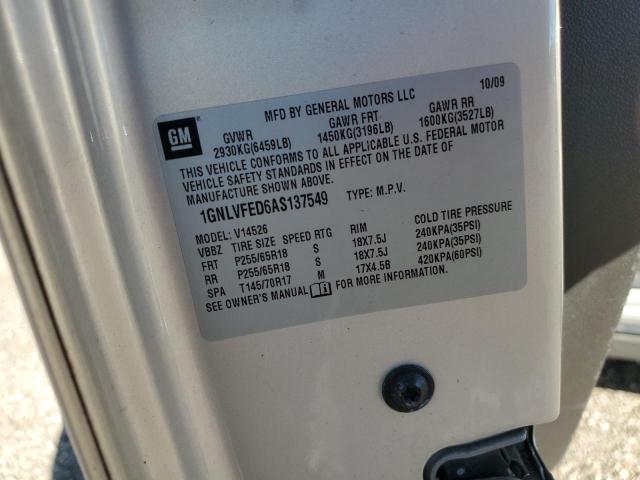 MFD BY GENERAL MOTORS LLC 10/09
GM
GVWR GAWR FRT GAWR RR
2930KG(6459LB) 1450KG(3196LB) 1600KG(3527LB)
THIS VEHICLE CONFORMS TO ALL APPLICABLE U.S. FEDERAL MOTOR
VEHICLE SAFETY STANDARDS IN EFFECT ON THE DATE OF
MANUFACTURE SHOWN ABOVE.
1GNLVFED6AS137549 TYPE: M.P.V.
MODEL: V14526
VBBZ TIRE SIZE SPEED RTG RIM COLD TIRE PRESSURE
FRT P255/65R18 S 18X7.5J 240KPA(35PSI)
RR P255/65R18 S 18X7.5J 240KPA(35PSI)
SPA T145/70R17 M 17X4.5B 420KPA(60PSI)
SEE OWNER'S MANUAL FOR MORE INFORMATION.